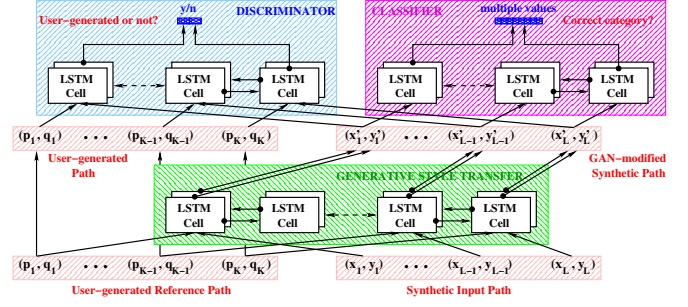 DISCRIMINATOR
CLASSIFIER
User-generated or not?
y/n
multiple values
Correct category?
LSTM Cell
LSTM Cell
LSTM Cell
LSTM Cell
LSTM Cell
LSTM Cell
(p1, q1) • • • (pK−1, qK−1) (pK, qK) (x'1, y'1) • • • (x'L−1, y'L−1) (x'L, y'L)
User-generated
Path
GAN-modified
Synthetic Path
GENERATIVE STYLE TRANSFER
LSTM Cell
LSTM Cell
LSTM Cell
LSTM Cell
(p1, q1) • • • (pK−1, qK−1) (pK, qK) (x1, y1) • • • (xL−1, yL−1) (xL, yL)
User-generated Reference Path
Synthetic Input Path